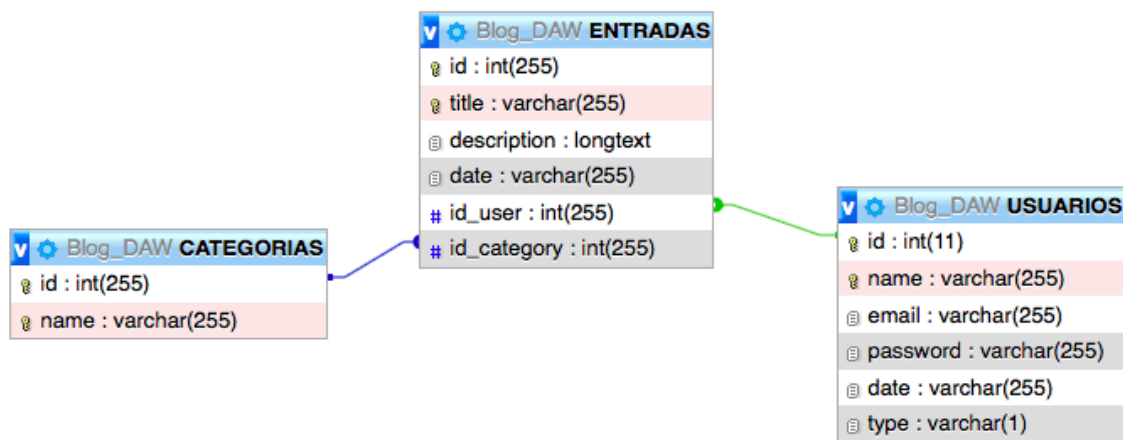 v Blog_DAW ENTRADAS
id : int(255)
title : varchar(255)
description : longtext
date : varchar(255)
# id_user : int(255)
# id_category : int(255)
v Blog_DAW CATEGORIAS
id : int(255)
name : varchar(255)
v Blog_DAW USUARIOS
id : int(11)
name : varchar(255)
email : varchar(255)
password : varchar(255)
date : varchar(255)
type : varchar(1)